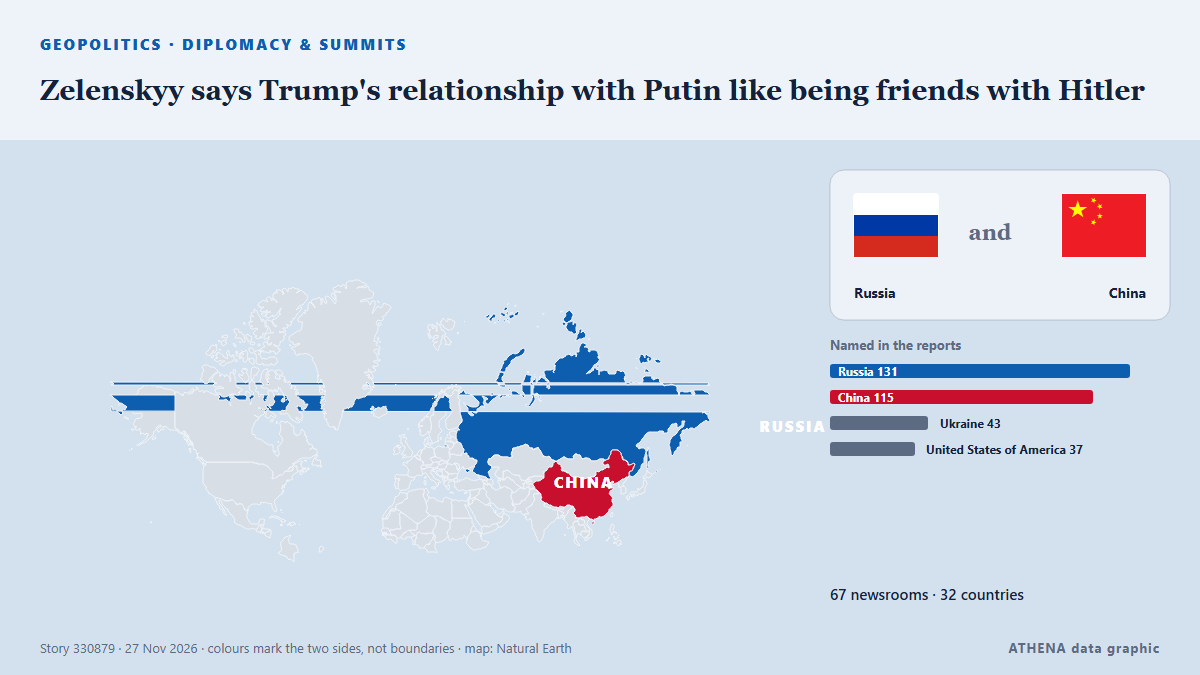 GEOPOLITICS · DIPLOMACY & SUMMITS
Zelenskyy says Trump's relationship with Putin like being friends with Hitler
and
Russia
China
Named in the reports
Russia 131
China 115
Ukraine 43
United States of America 37
RUSSIA
CHINA
67 newsrooms · 32 countries
Story 330879 · 27 Nov 2026 · colours mark the two sides, not boundaries · map: Natural Earth
ATHENA data graphic